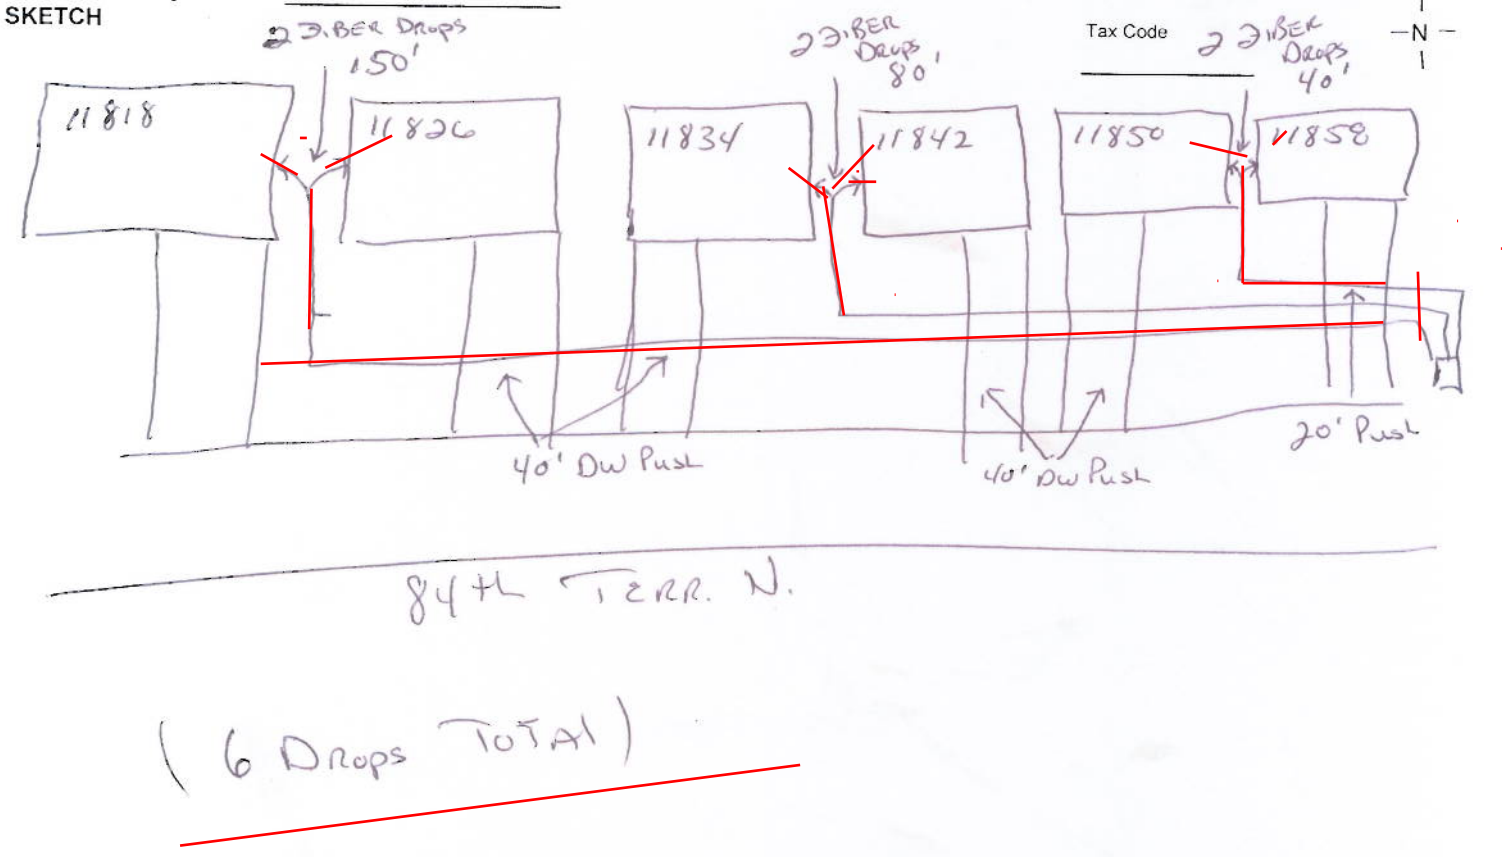 SKETCH
2 FiBER DROPS
150'
2 FiBER
DROPS
80'
Tax Code
2 FiBER
DROPS
40'
N
11818
11826
11834
11842
11850
11858
40' DW Push
40' DW Push
20' Push
84th TERR. N.
( 6 DROPS TOTAl )